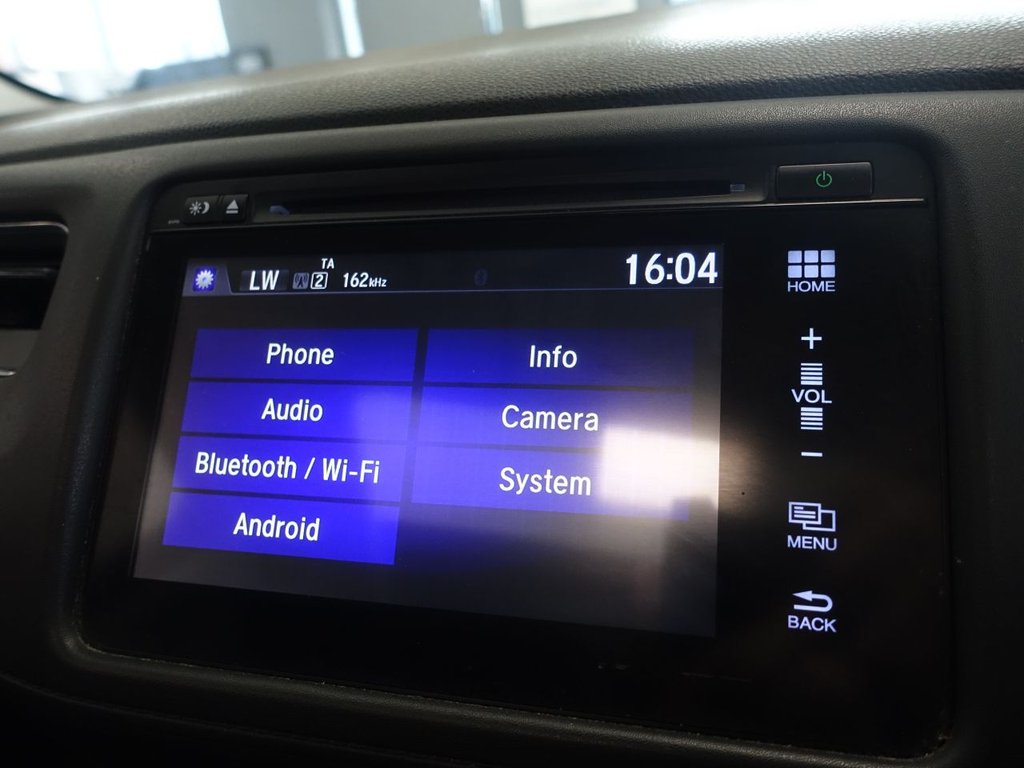 LW 2 TA 162kHz 16:04
Phone
Audio
Bluetooth / Wi-Fi
Android
Info
Camera
System
HOME
+
VOL
−
MENU
BACK